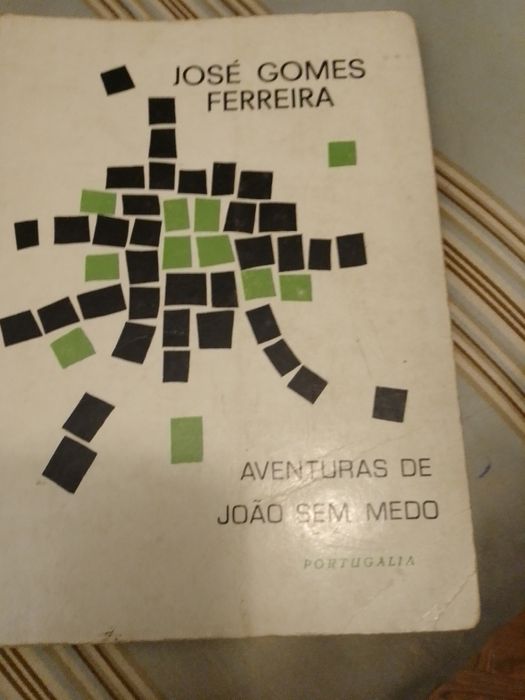 JOSÉ GOMES
FERREIRA
AVENTURAS DE
JOÃO SEM MEDO
PORTUGALIA